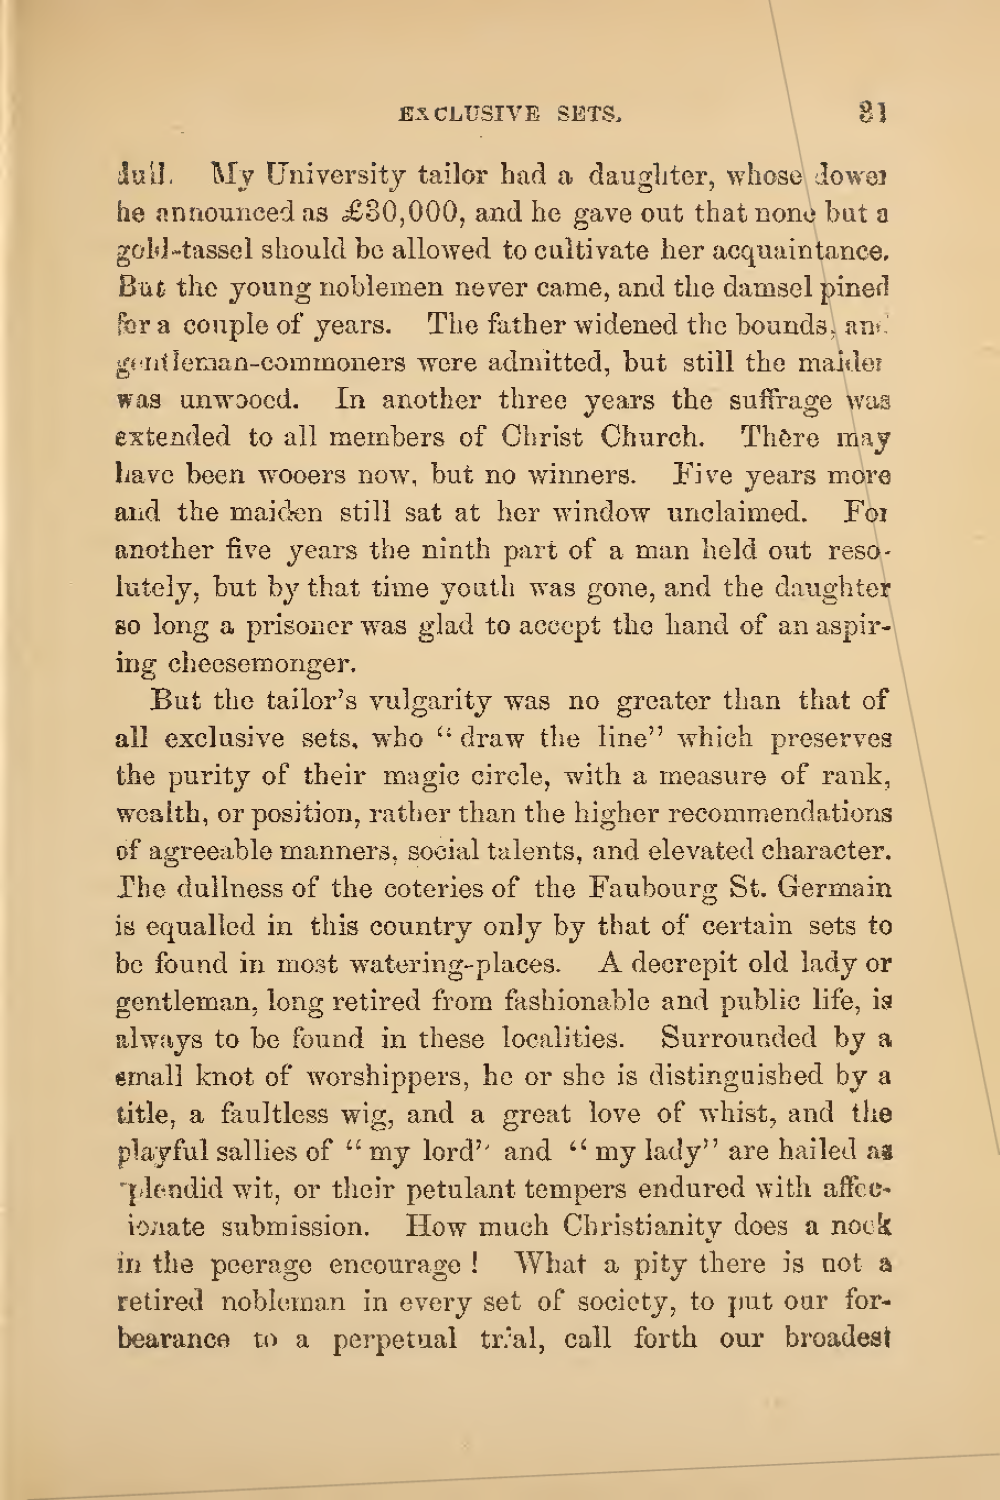 EXCLUSIVE SETS. 31
dull. My University tailor had a daughter, whose dower
he announced as £30,000, and he gave out that none but a
gold-tassel should be allowed to cultivate her acquaintance.
But the young noblemen never came, and the damsel pined
for a couple of years. The father widened the bounds, and
gentleman-commoners were admitted, but still the maiden
was unwooed. In another three years the suffrage was
extended to all members of Christ Church. There may
have been wooers now, but no winners. Five years more
and the maiden still sat at her window unclaimed. For
another five years the ninth part of a man held out reso-
lutely, but by that time youth was gone, and the daughter
so long a prisoner was glad to accept the hand of an aspir-
ing cheesemonger.
But the tailor's vulgarity was no greater than that of
all exclusive sets, who “draw the line” which preserves
the purity of their magic circle, with a measure of rank,
wealth, or position, rather than the higher recommendations
of agreeable manners, social talents, and elevated character.
The dullness of the coteries of the Faubourg St. Germain
is equalled in this country only by that of certain sets to
be found in most watering-places. A decrepit old lady or
gentleman, long retired from fashionable and public life, is
always to be found in these localities. Surrounded by a
small knot of worshippers, he or she is distinguished by a
title, a faultless wig, and a great love of whist, and the
playful sallies of “my lord” and “my lady” are hailed as
splendid wit, or their petulant tempers endured with affec-
ionate submission. How much Christianity does a nook
in the peerage encourage! What a pity there is not a
retired nobleman in every set of society, to put our for-
bearance to a perpetual trial, call forth our broadest